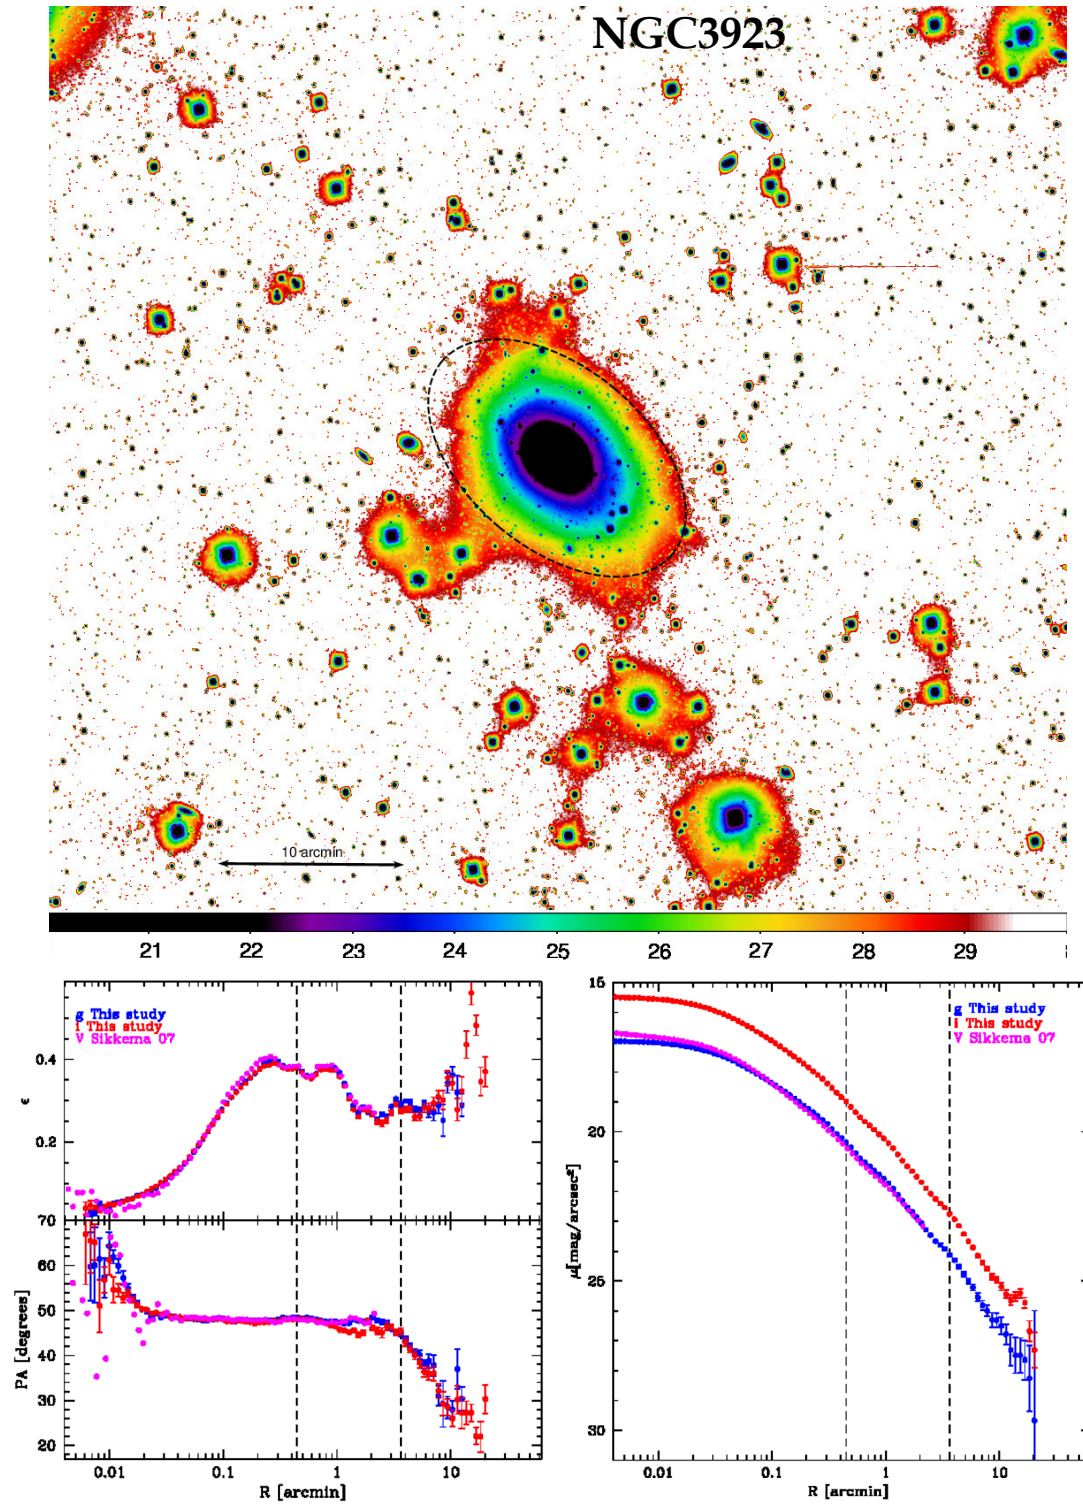 NGC3923
10 arcmin
21 22 23 24 25 26 27 28 29
g This study
i This study
V Sikkema 07
0.4
ε
0.2
70
60
50
PA [degrees]
40
30
20
0.01 0.1 1 10
R [arcmin]
15
g This study
i This study
V Sikkema 07
20
μ[mag/arcsec²]
25
30
0.01 0.1 1 10
R [arcmin]